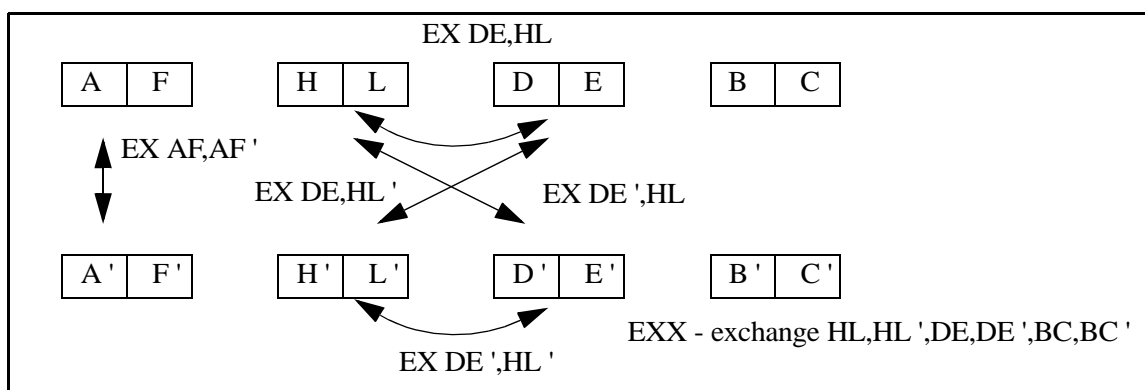 EX DE,HL
A F H L D E B C
EX AF,AF '
EX DE,HL ' EX DE ',HL
A ' F ' H ' L ' D ' E ' B ' C '
EXX - exchange HL,HL ',DE,DE ',BC,BC '
EX DE ',HL '